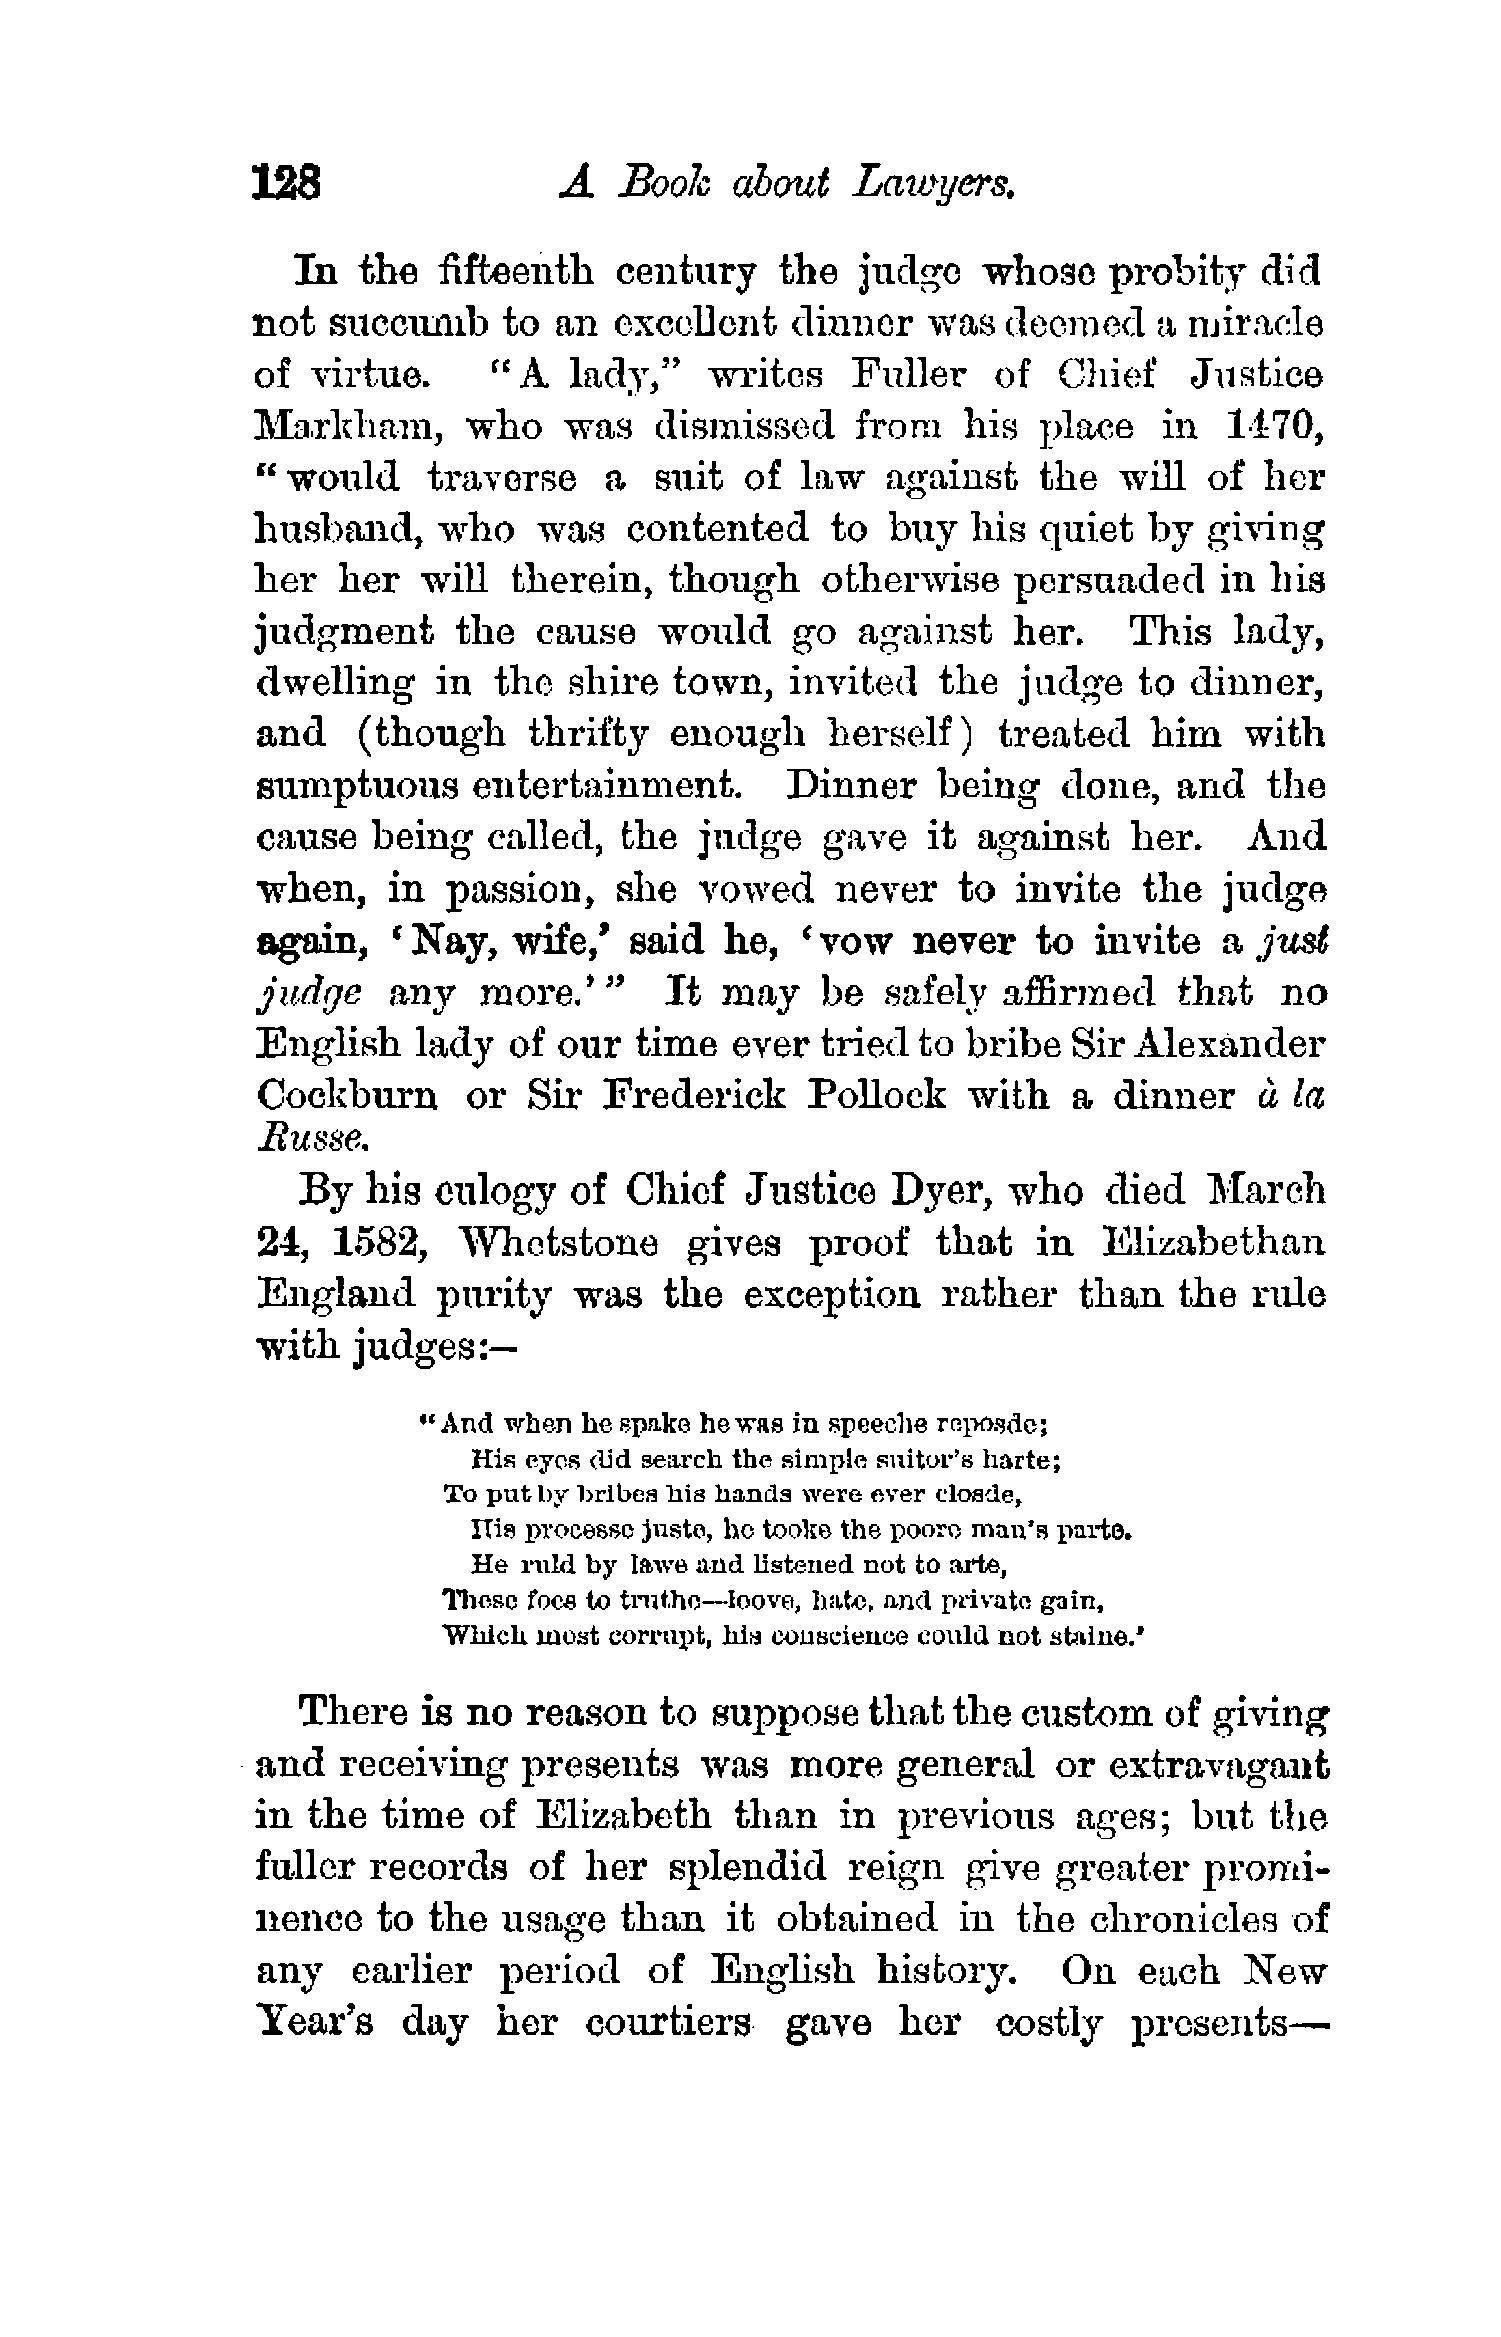 128 A Book about Lawyers.
In the fifteenth century the judge whose probity did
not succumb to an excellent dinner was deemed a miracle
of virtue. “A lady,” writes Fuller of Chief Justice
Markham, who was dismissed from his place in 1470,
“would traverse a suit of law against the will of her
husband, who was contented to buy his quiet by giving
her her will therein, though otherwise persuaded in his
judgment the cause would go against her. This lady,
dwelling in the shire town, invited the judge to dinner,
and (though thrifty enough herself) treated him with
sumptuous entertainment. Dinner being done, and the
cause being called, the judge gave it against her. And
when, in passion, she vowed never to invite the judge
again, ‘Nay, wife,’ said he, ‘vow never to invite a just
judge any more.’” It may be safely affirmed that no
English lady of our time ever tried to bribe Sir Alexander
Cockburn or Sir Frederick Pollock with a dinner à la
Russe.
By his eulogy of Chief Justice Dyer, who died March
24, 1582, Whetstone gives proof that in Elizabethan
England purity was the exception rather than the rule
with judges:—
“And when he spake he was in speeche reposde;
His eyes did search the simple suitor’s harte;
To put by bribes his hands were ever closde,
His processe juste, he tooke the poore man’s parte.
He ruld by lawe and listened not to arte,
These foes to truthe—loove, hate, and private gain,
Which most corrupt, his conscience could not staine.’
There is no reason to suppose that the custom of giving
and receiving presents was more general or extravagant
in the time of Elizabeth than in previous ages; but the
fuller records of her splendid reign give greater promi-
nence to the usage than it obtained in the chronicles of
any earlier period of English history. On each New
Year’s day her courtiers gave her costly presents—